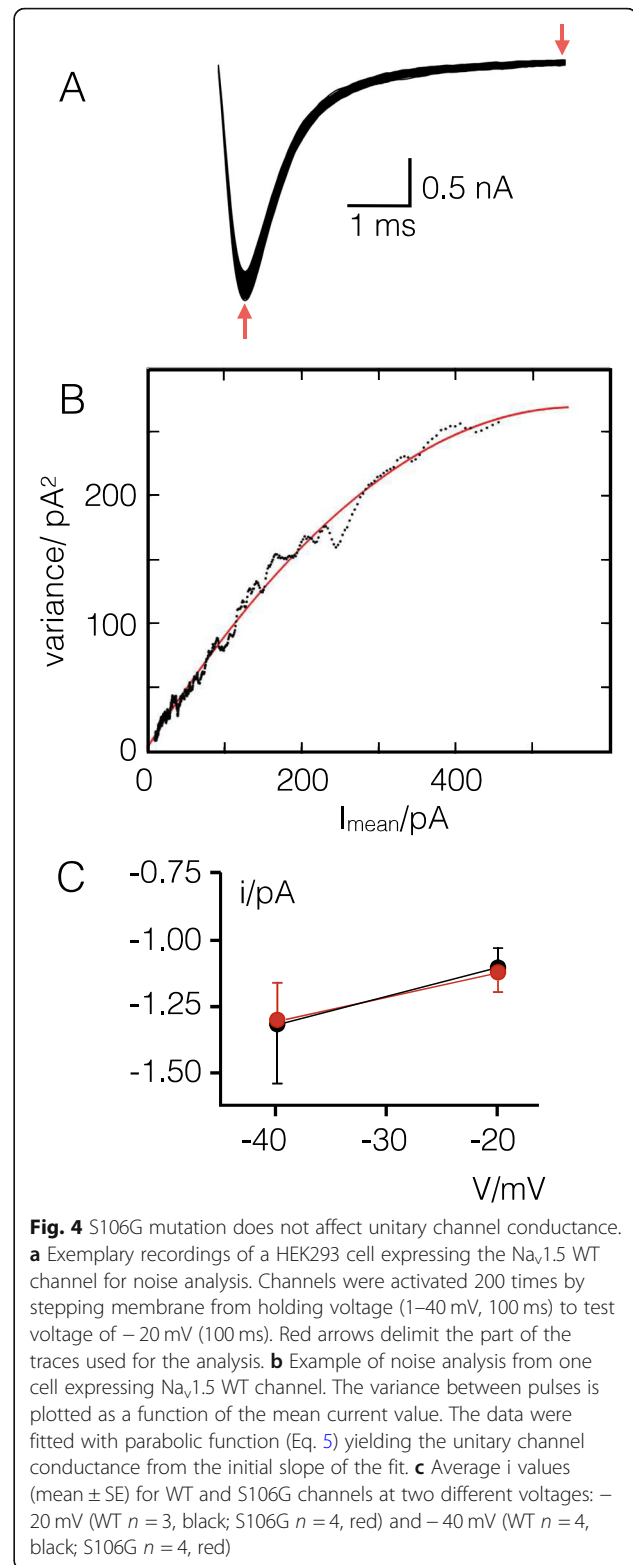 A
0.5 nA
1 ms
B
variance/ pA²
200
100
0
0
200
400
I_mean/pA
C
-0.75
i/pA
-1.00
-1.25
-1.50
-40
-30
-20
V/mV
Fig. 4 S106G mutation does not affect unitary channel conductance.
a Exemplary recordings of a HEK293 cell expressing the Na_v1.5 WT
channel for noise analysis. Channels were activated 200 times by
stepping membrane from holding voltage (1–40 mV, 100 ms) to test
voltage of − 20 mV (100 ms). Red arrows delimit the part of the
traces used for the analysis. b Example of noise analysis from one
cell expressing Na_v1.5 WT channel. The variance between pulses is
plotted as a function of the mean current value. The data were
fitted with parabolic function (Eq. 5) yielding the unitary channel
conductance from the initial slope of the fit. c Average i values
(mean ± SE) for WT and S106G channels at two different voltages: −
20 mV (WT n = 3, black; S106G n = 4, red) and − 40 mV (WT n = 4,
black; S106G n = 4, red)